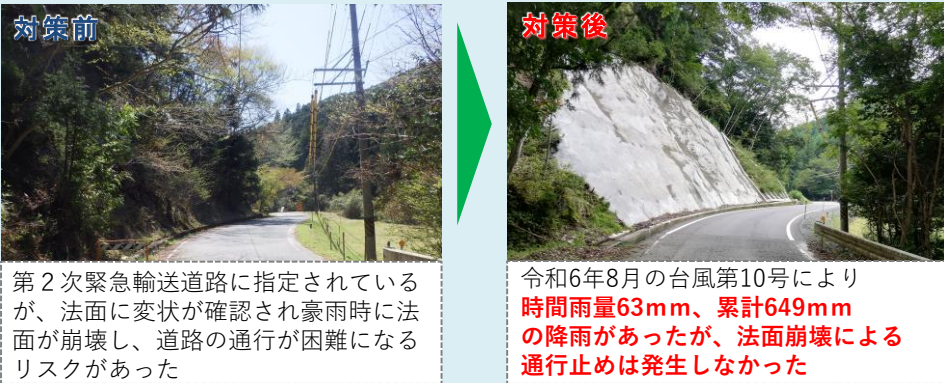 対策前
対策後
第２次緊急輸送道路に指定されている
が、法面に変状が確認され豪雨時に法
面が崩壊し、道路の通行が困難になる
リスクがあった
令和6年8月の台風第10号により
時間雨量63mm、累計649mm
の降雨があったが、法面崩壊による
通行止めは発生しなかった